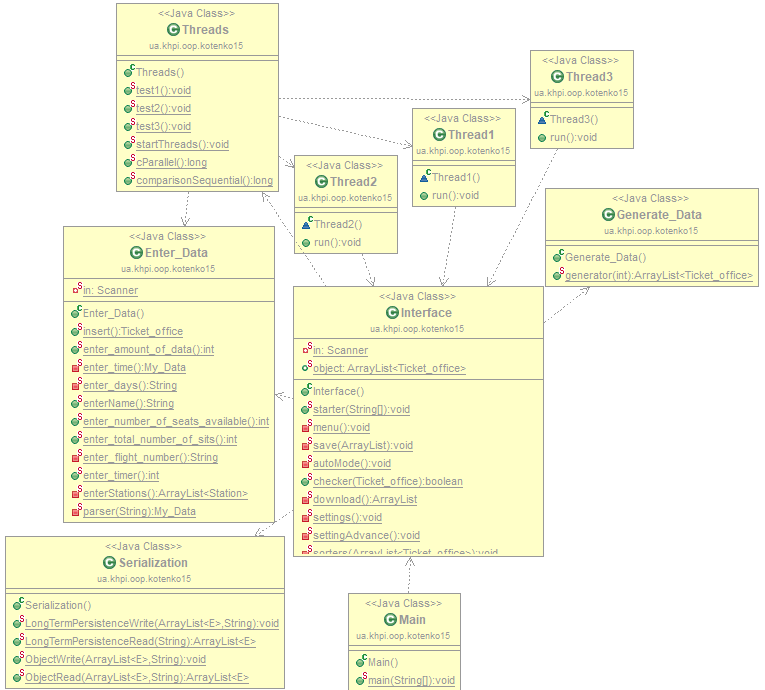 <<Java Class>>
Threads
ua.khpi.oop.kotenko15
Threads()
test1():void
test2():void
test3():void
startThreads():void
cParallel():long
comparisonSequential():long
<<Java Class>>
Thread3
ua.khpi.oop.kotenko15
Thread3()
run():void
<<Java Class>>
Thread1
ua.khpi.oop.kotenko15
Thread1()
run():void
<<Java Class>>
Thread2
ua.khpi.oop.kotenko15
Thread2()
run():void
<<Java Class>>
Generate_Data
ua.khpi.oop.kotenko15
Generate_Data()
generator(int):ArrayList<Ticket_office>
<<Java Class>>
Enter_Data
ua.khpi.oop.kotenko15
in: Scanner
Enter_Data()
insert():Ticket_office
enter_amount_of_data():int
enter_time():My_Data
enter_days():String
enterName():String
enter_number_of_seats_available():int
enter_total_number_of_sits():int
enter_flight_number():String
enter_timer():int
enterStations():ArrayList<Station>
parser(String):My_Data
<<Java Class>>
Interface
ua.khpi.oop.kotenko15
in: Scanner
object: ArrayList<Ticket_office>
Interface()
starter(String[]):void
menu():void
save(ArrayList):void
autoMode():void
checker(Ticket_office):boolean
download():ArrayList
settings():void
settingAdvance():void
sorters(ArrayList<Ticket_office>):void
<<Java Class>>
Serialization
ua.khpi.oop.kotenko15
Serialization()
LongTermPersistenceWrite(ArrayList<E>,String):void
LongTermPersistenceRead(String):ArrayList<E>
ObjectWrite(ArrayList<E>,String):void
ObjectRead(ArrayList<E>,String):ArrayList<E>
<<Java Class>>
Main
ua.khpi.oop.kotenko15
Main()
main(String[]):void